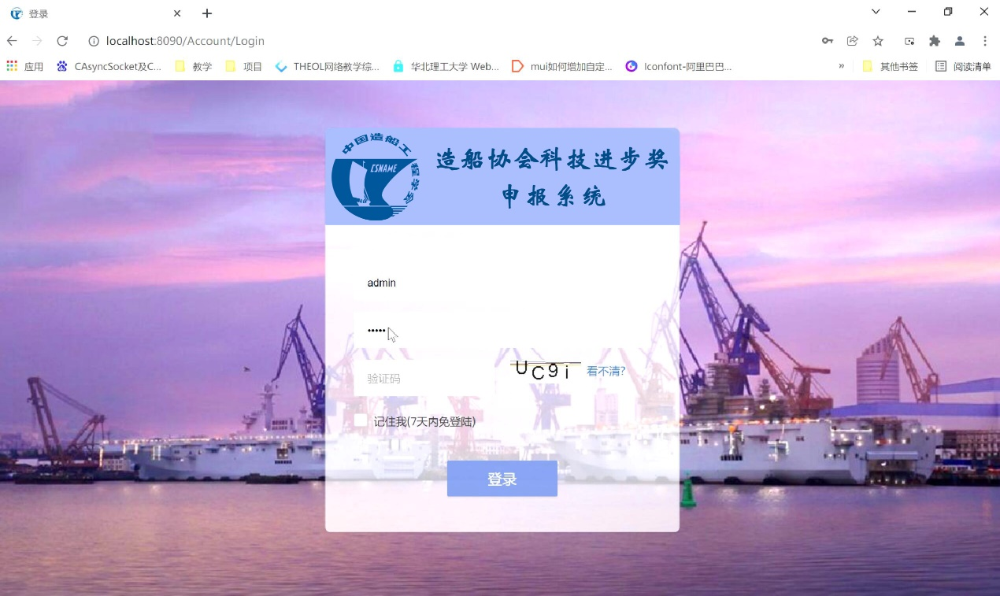 登录
localhost:8090/Account/Login
应用 CAsyncSocket及C... 教学 项目 THEOL网络教学综... 华北理工大学 Web... mui如何增加自定... Iconfont-阿里巴巴... » 其他书签 阅读清单
中国造船工程学会
CSNAME
造船协会科技进步奖
申报系统
admin
•••••
验证码 UC9i 看不清?
记住我(7天内免登陆)
登录